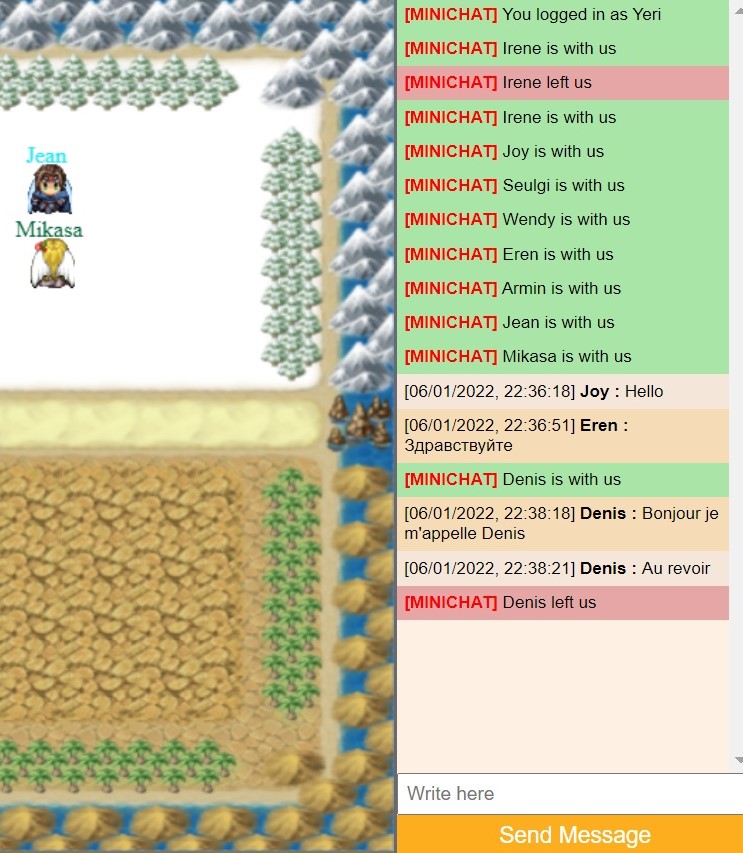 Jean
Mikasa
[MINICHAT] You logged in as Yeri
[MINICHAT] Irene is with us
[MINICHAT] Irene left us
[MINICHAT] Irene is with us
[MINICHAT] Joy is with us
[MINICHAT] Seulgi is with us
[MINICHAT] Wendy is with us
[MINICHAT] Eren is with us
[MINICHAT] Armin is with us
[MINICHAT] Jean is with us
[MINICHAT] Mikasa is with us
[06/01/2022, 22:36:18] Joy : Hello
[06/01/2022, 22:36:51] Eren :
Здравствуйте
[MINICHAT] Denis is with us
[06/01/2022, 22:38:18] Denis : Bonjour je
m'appelle Denis
[06/01/2022, 22:38:21] Denis : Au revoir
[MINICHAT] Denis left us
Write here
Send Message